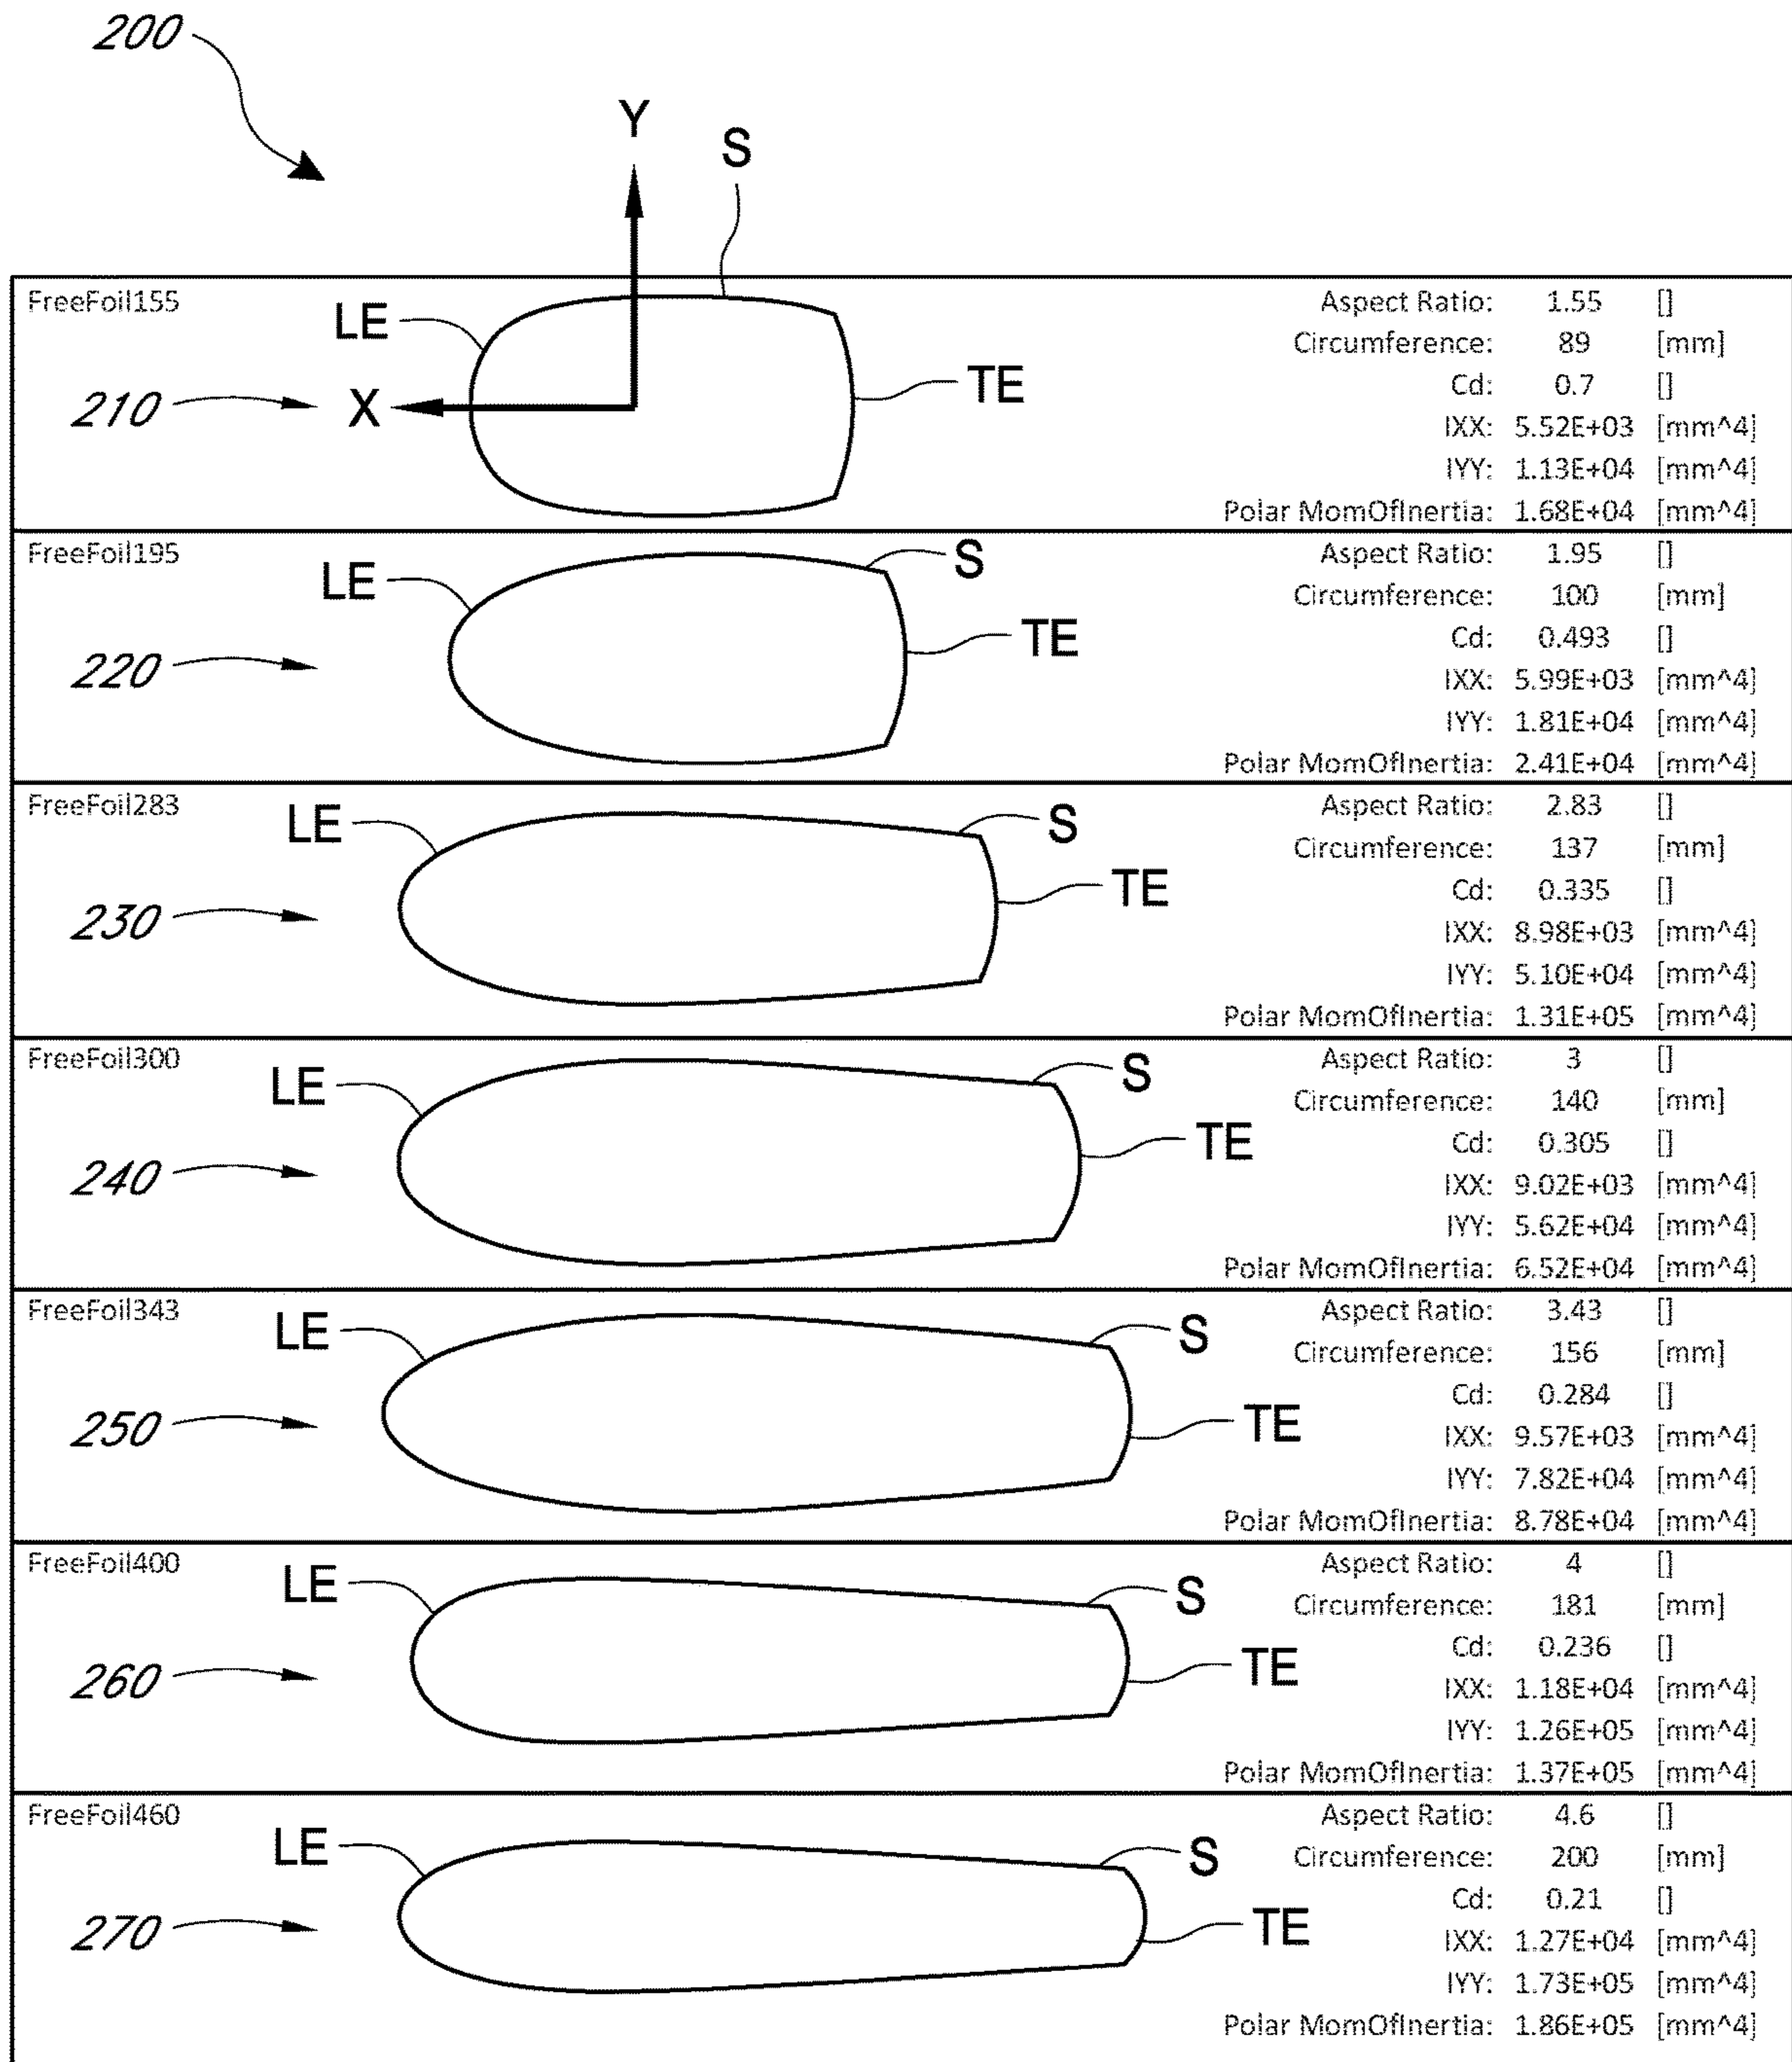 200
Y
S
FreeFoil155
LE
210
X
TE
Aspect Ratio: 1.55 []
Circumference: 89 [mm]
Cd: 0.7 []
IXX: 5.52E+03 [mm^4]
IYY: 1.13E+04 [mm^4]
Polar MomOfInertia: 1.68E+04 [mm^4]
FreeFoil195
LE
S
220
TE
Aspect Ratio: 1.95 []
Circumference: 100 [mm]
Cd: 0.493 []
IXX: 5.99E+03 [mm^4]
IYY: 1.81E+04 [mm^4]
Polar MomOfInertia: 2.41E+04 [mm^4]
FreeFoil283
LE
S
230
TE
Aspect Ratio: 2.83 []
Circumference: 137 [mm]
Cd: 0.335 []
IXX: 8.98E+03 [mm^4]
IYY: 5.10E+04 [mm^4]
Polar MomOfInertia: 1.31E+05 [mm^4]
FreeFoil300
LE
S
240
TE
Aspect Ratio: 3 []
Circumference: 140 [mm]
Cd: 0.305 []
IXX: 9.02E+03 [mm^4]
IYY: 5.62E+04 [mm^4]
Polar MomOfInertia: 6.52E+04 [mm^4]
FreeFoil343
LE
S
250
TE
Aspect Ratio: 3.43 []
Circumference: 156 [mm]
Cd: 0.284 []
IXX: 9.57E+03 [mm^4]
IYY: 7.82E+04 [mm^4]
Polar MomOfInertia: 8.78E+04 [mm^4]
FreeFoil400
LE
S
260
TE
Aspect Ratio: 4 []
Circumference: 181 [mm]
Cd: 0.236 []
IXX: 1.18E+04 [mm^4]
IYY: 1.26E+05 [mm^4]
Polar MomOfInertia: 1.37E+05 [mm^4]
FreeFoil460
LE
S
270
TE
Aspect Ratio: 4.6 []
Circumference: 200 [mm]
Cd: 0.21 []
IXX: 1.27E+04 [mm^4]
IYY: 1.73E+05 [mm^4]
Polar MomOfInertia: 1.86E+05 [mm^4]